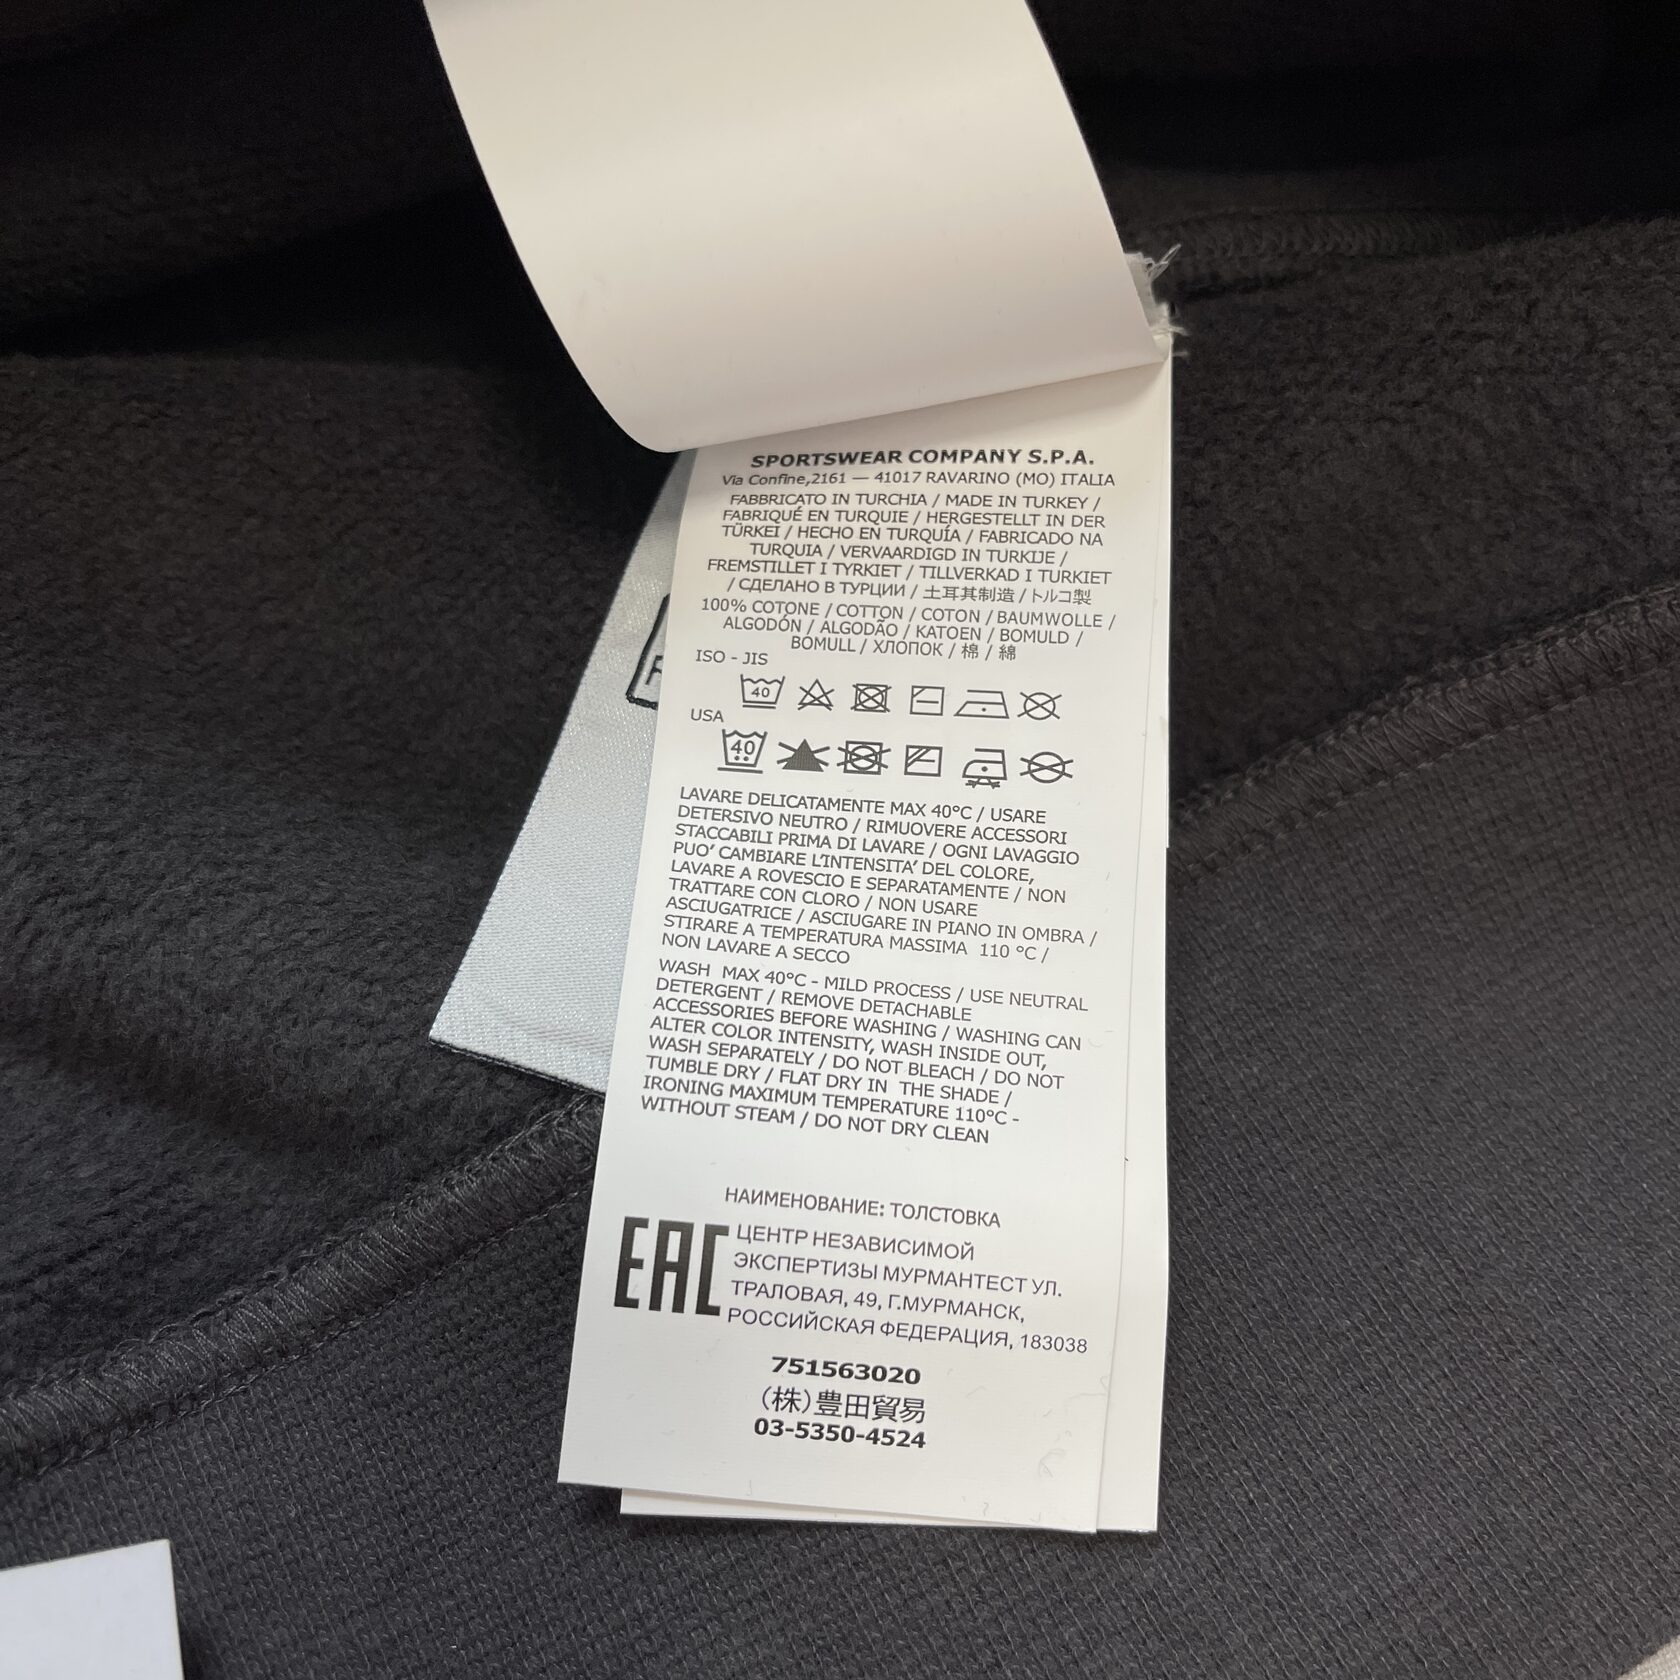 SPORTSWEAR COMPANY S.P.A.
Via Confine,2161 — 41017 RAVARINO (MO) ITALIA
FABBRICATO IN TURCHIA / MADE IN TURKEY /
FABRIQUÉ EN TURQUIE / HERGESTELLT IN DER
TÜRKEI / HECHO EN TURQUÍA / FABRICADO NA
TURQUIA / VERVAARDIGD IN TURKIJE /
FREMSTILLET I TYRKIET / TILLVERKAD I TURKIET
/ СДЕЛАНО В ТУРЦИИ / 土耳其制造 / トルコ製
100% COTONE / COTTON / COTON / BAUMWOLLE /
ALGODÓN / ALGODÃO / KATOEN / BOMULD /
BOMULL / ХЛОПОК / 棉 / 綿
ISO - JIS
40
USA
40
LAVARE DELICATAMENTE MAX 40°C / USARE
DETERSIVO NEUTRO / RIMUOVERE ACCESSORI
STACCABILI PRIMA DI LAVARE / OGNI LAVAGGIO
PUO' CAMBIARE L'INTENSITA' DEL COLORE,
LAVARE A ROVESCIO E SEPARATAMENTE / NON
TRATTARE CON CLORO / NON USARE
ASCIUGATRICE / ASCIUGARE IN PIANO IN OMBRA /
STIRARE A TEMPERATURA MASSIMA 110 °C /
NON LAVARE A SECCO
WASH MAX 40°C - MILD PROCESS / USE NEUTRAL
DETERGENT / REMOVE DETACHABLE
ACCESSORIES BEFORE WASHING / WASHING CAN
ALTER COLOR INTENSITY, WASH INSIDE OUT,
WASH SEPARATELY / DO NOT BLEACH / DO NOT
TUMBLE DRY / FLAT DRY IN THE SHADE /
IRONING MAXIMUM TEMPERATURE 110°C -
WITHOUT STEAM / DO NOT DRY CLEAN
НАИМЕНОВАНИЕ: ТОЛСТОВКА
EAC
ЦЕНТР НЕЗАВИСИМОЙ
ЭКСПЕРТИЗЫ МУРМАНТЕСТ УЛ.
ТРАЛОВАЯ, 49, Г.МУРМАНСК,
РОССИЙСКАЯ ФЕДЕРАЦИЯ, 183038
751563020
(株)豊田貿易
03-5350-4524